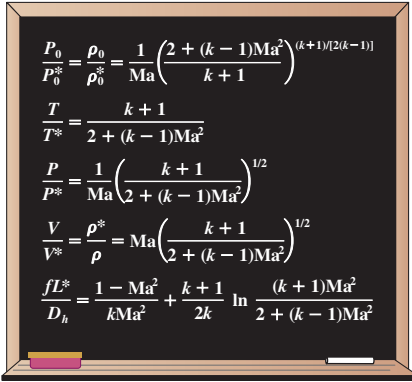 P₀/P₀* = ρ₀/ρ₀* = 1/Ma ((2 + (k − 1)Ma²)/(k + 1))^((k+1)/[2(k−1)])
T/T* = (k + 1)/(2 + (k − 1)Ma²)
P/P* = 1/Ma ((k + 1)/(2 + (k − 1)Ma²))^(1/2)
V/V* = ρ*/ρ = Ma((k + 1)/(2 + (k − 1)Ma²))^(1/2)
fL*/D_h = (1 − Ma²)/(kMa²) + (k + 1)/(2k) ln ((k + 1)Ma²)/(2 + (k − 1)Ma²)